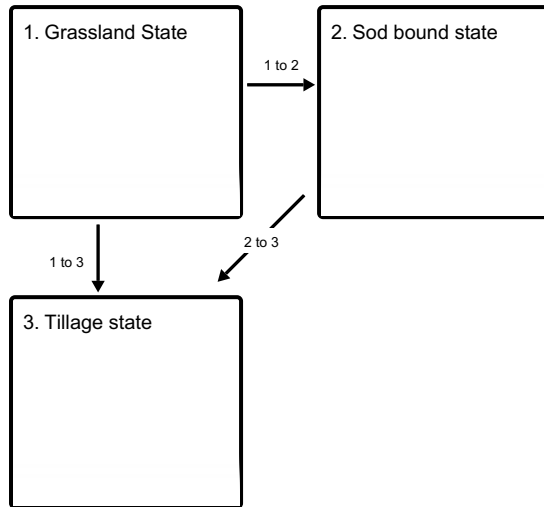 1. Grassland State
2. Sod bound state
1 to 2
2 to 3
1 to 3
3. Tillage state